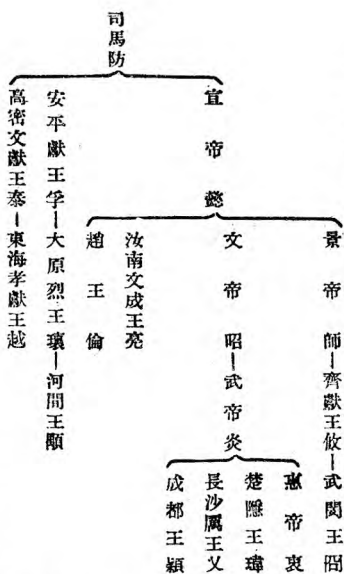 司馬防
宣帝懿
景帝師—齊獻王攸—武閔王冏
文帝昭—武帝炎
惠帝衷
楚隱王瑋
長沙厲王乂
成都王穎
汝南文成王亮
趙王倫
安平獻王孚—大原烈王瓌—河間王顒
高密文獻王泰—東海孝獻王越